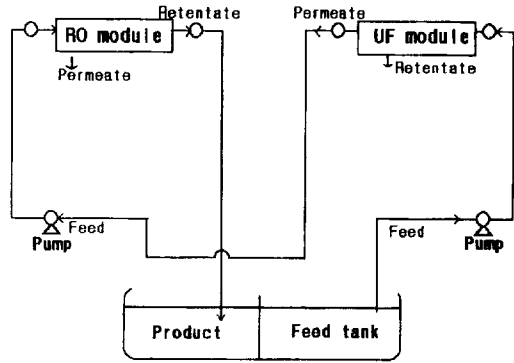 Retentate
RO module
Permeate
Permeate
UF module
Retentate
Feed
Pump
Feed
Pump
Product
Feed tank